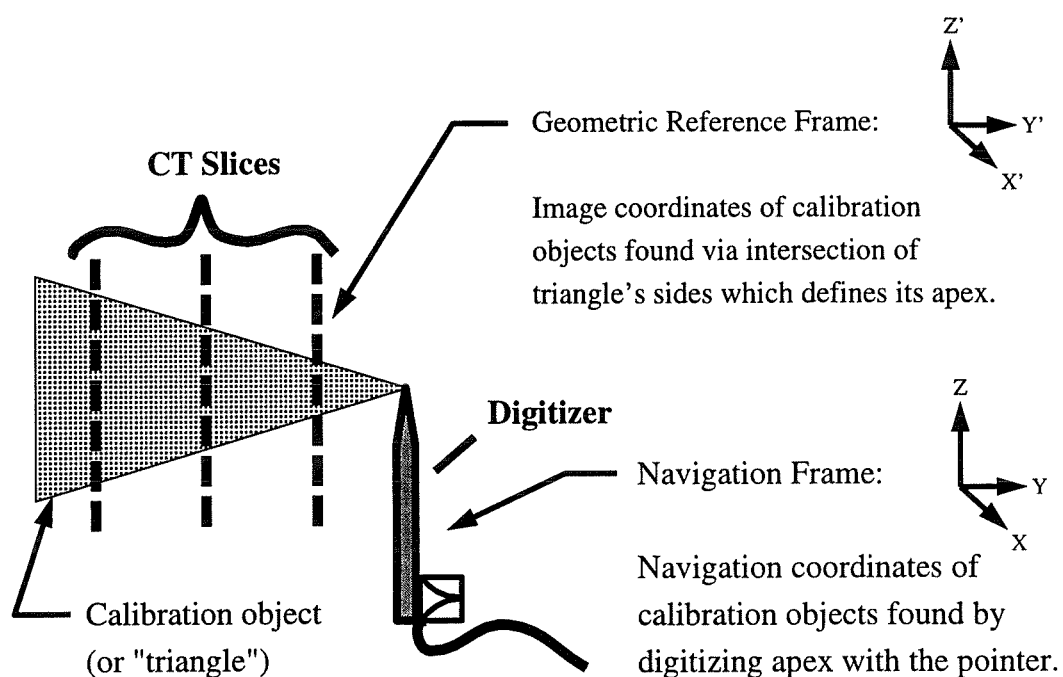 Z'
Y'
X'
Geometric Reference Frame:
CT Slices
Image coordinates of calibration
objects found via intersection of
triangle's sides which defines its apex.
Digitizer
Z
Y
X
Navigation Frame:
Navigation coordinates of
calibration objects found by
digitizing apex with the pointer.
Calibration object
(or "triangle")